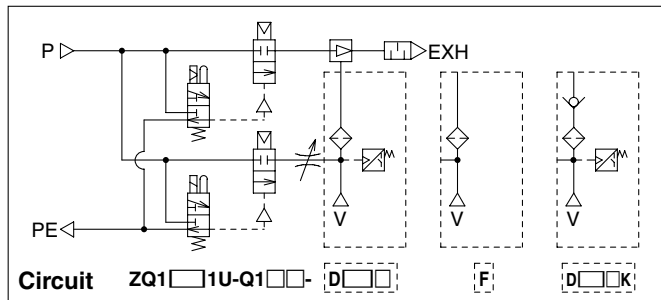 P
EXH
PE
V
V
V
Circuit ZQ1□1U-Q1□□- D□□ F D□□K